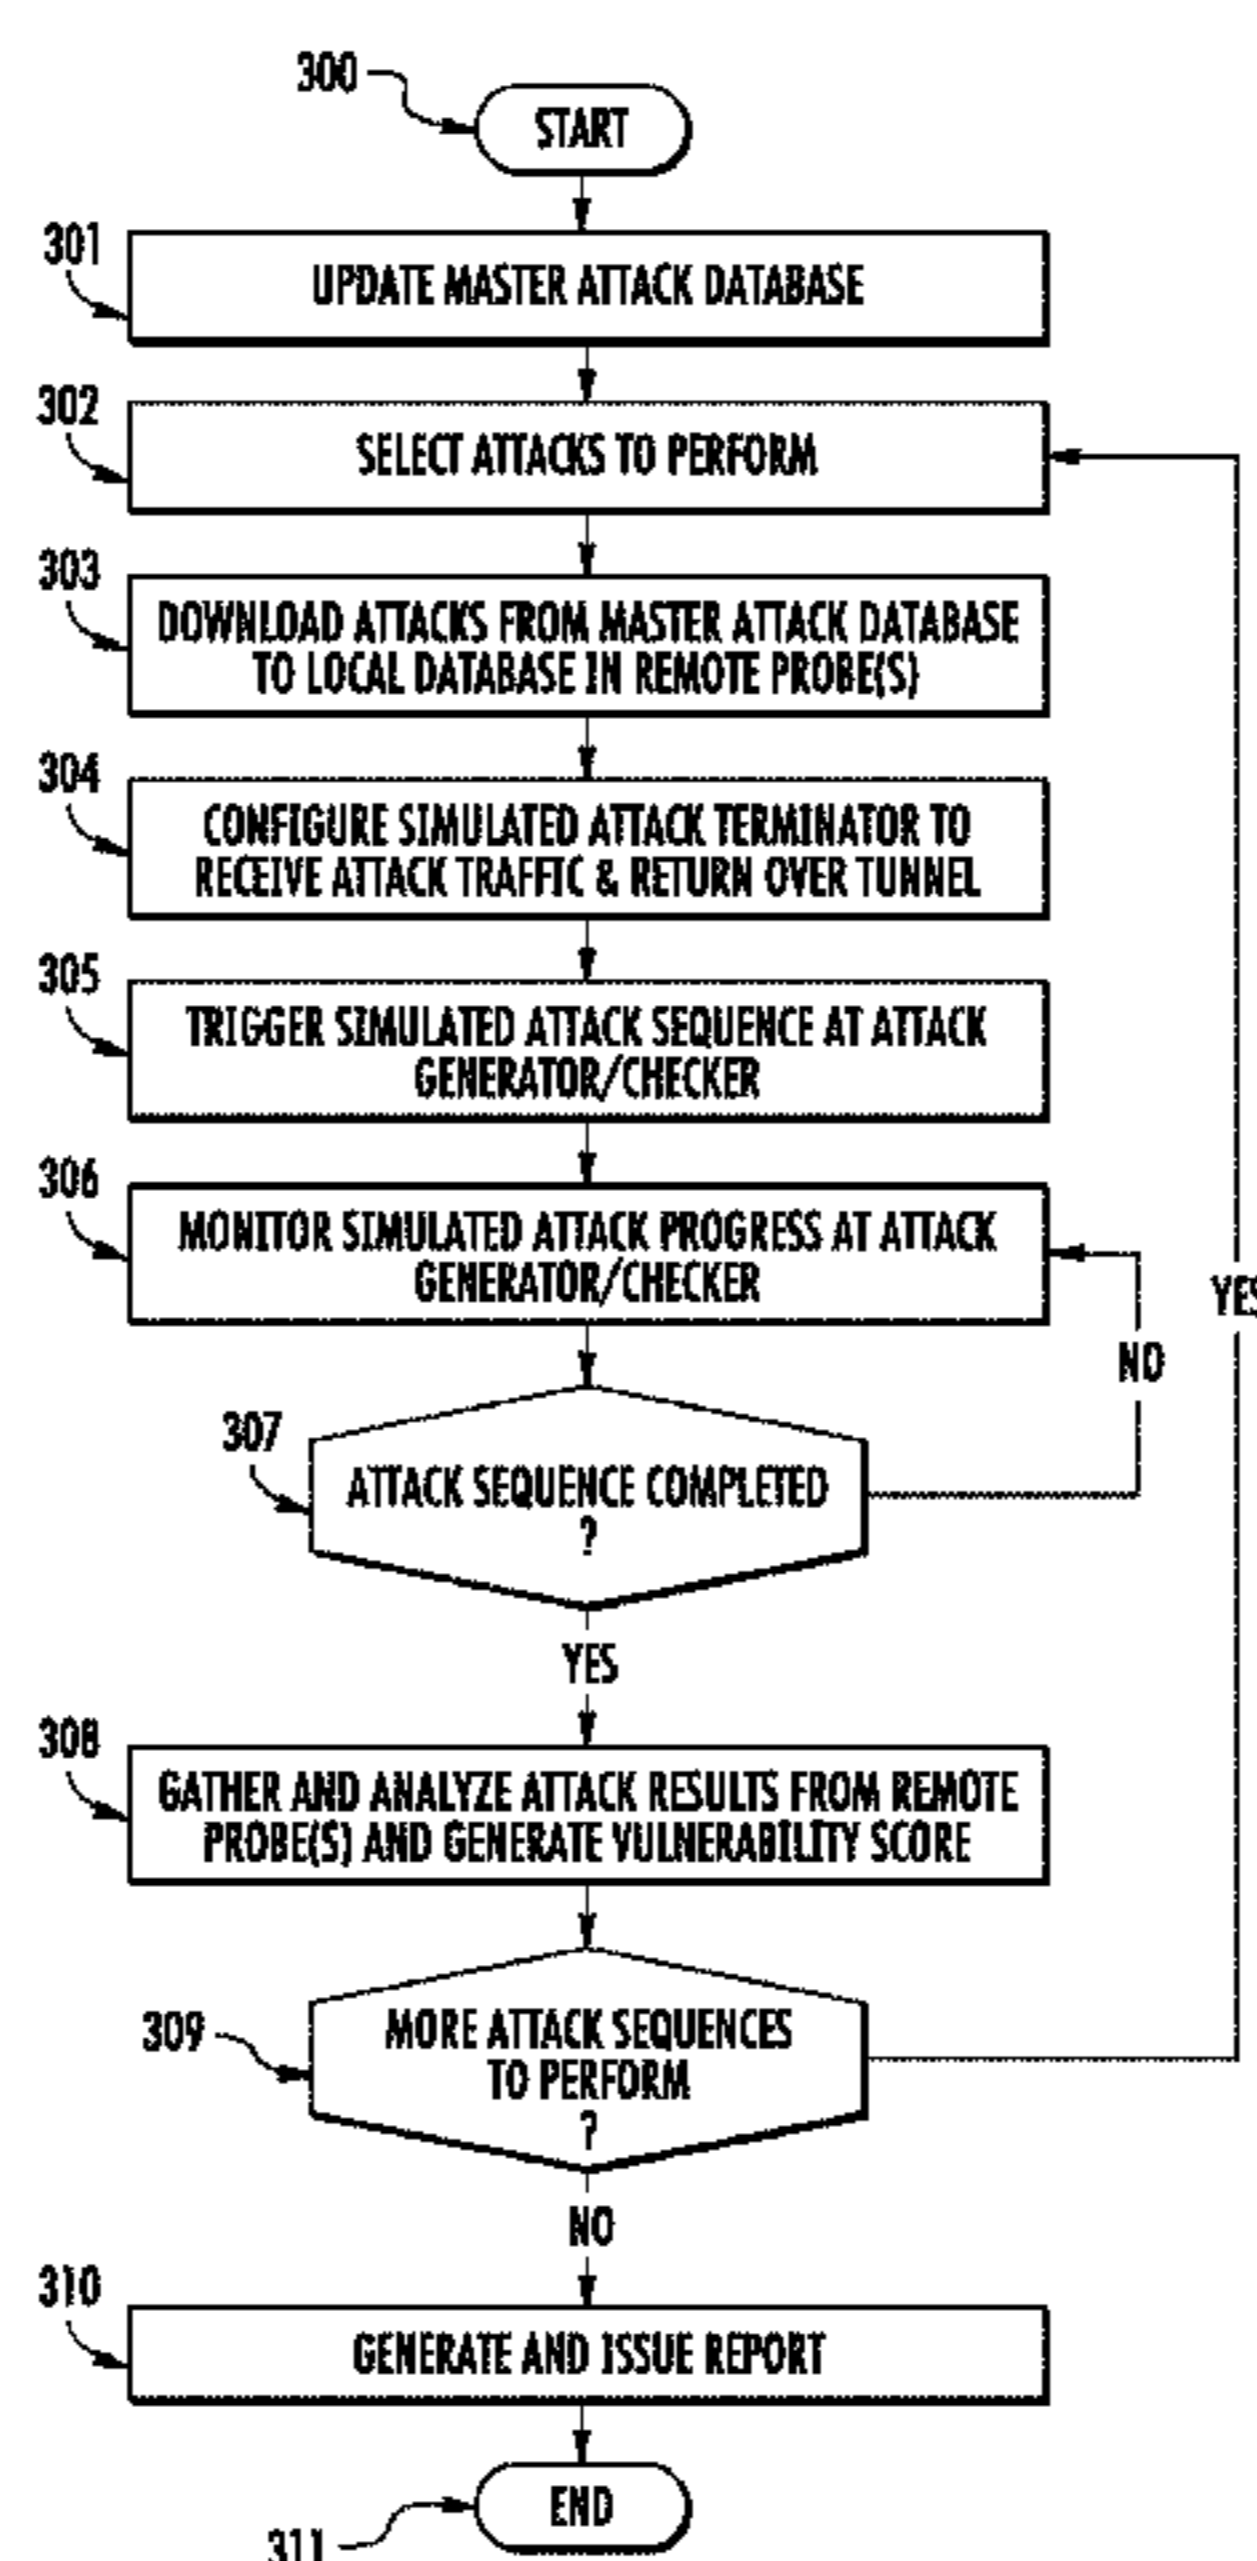 300
START
301
UPDATE MASTER ATTACK DATABASE
302
SELECT ATTACKS TO PERFORM
303
DOWNLOAD ATTACKS FROM MASTER ATTACK DATABASE
TO LOCAL DATABASE IN REMOTE PROBE(S)
304
CONFIGURE SIMULATED ATTACK TERMINATOR TO
RECEIVE ATTACK TRAFFIC & RETURN OVER TUNNEL
305
TRIGGER SIMULATED ATTACK SEQUENCE AT ATTACK
GENERATOR/CHECKER
306
MONITOR SIMULATED ATTACK PROGRESS AT ATTACK
GENERATOR/CHECKER
YES
NO
307
ATTACK SEQUENCE COMPLETED
?
YES
308
GATHER AND ANALYZE ATTACK RESULTS FROM REMOTE
PROBE(S) AND GENERATE VULNERABILITY SCORE
309
MORE ATTACK SEQUENCES
TO PERFORM
?
NO
310
GENERATE AND ISSUE REPORT
END
311